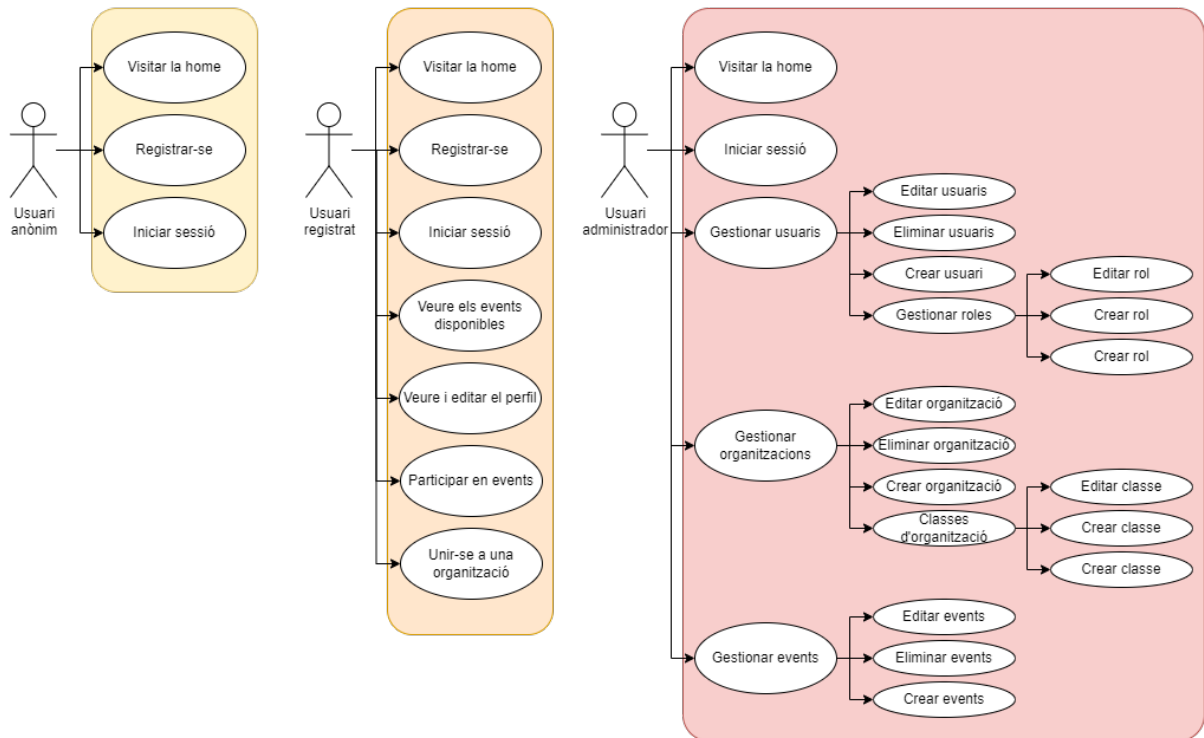 Visitar la home
Registrar-se
Iniciar sessió
Usuari
anònim
Visitar la home
Registrar-se
Iniciar sessió
Veure els events
disponibles
Veure i editar el perfil
Participar en events
Unir-se a una
organització
Usuari
registrat
Visitar la home
Iniciar sessió
Gestionar usuaris
Usuari
administrador
Editar usuaris
Eliminar usuaris
Crear usuari
Gestionar roles
Editar rol
Crear rol
Crear rol
Gestionar
organitzacions
Editar organització
Eliminar organització
Crear organització
Classes
d'organització
Editar classe
Crear classe
Crear classe
Gestionar events
Editar events
Eliminar events
Crear events